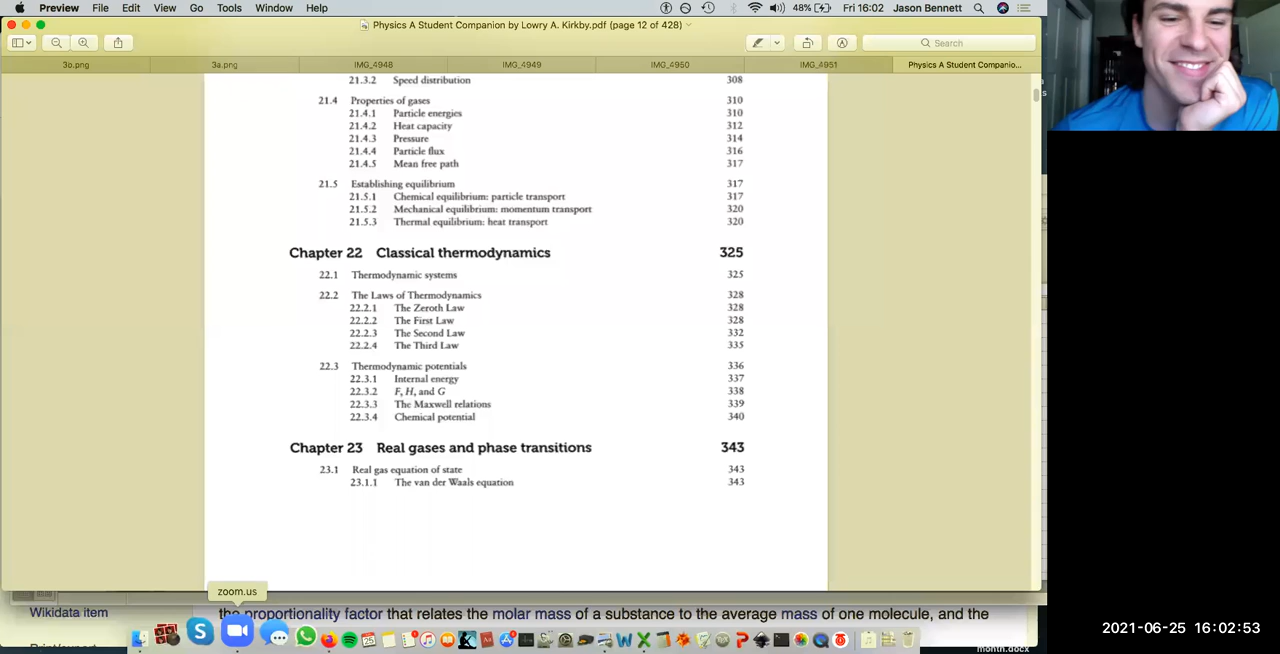 Preview File Edit View Go Tools Window Help 48% Fri 16:02 Jason Bennett
Physics A Student Companion by Lowry A. Kirkby.pdf (page 12 of 428)
Search
3o.png 3a.png IMG_4948 IMG_4949 IMG_4950 IMG_4951 Physics A Student Companio...
21.3.2 Speed distribution 308
21.4 Properties of gases 310
21.4.1 Particle energies 310
21.4.2 Heat capacity 312
21.4.3 Pressure 314
21.4.4 Particle flux 316
21.4.5 Mean free path 317
21.5 Establishing equilibrium 317
21.5.1 Chemical equilibrium: particle transport 317
21.5.2 Mechanical equilibrium: momentum transport 320
21.5.3 Thermal equilibrium: heat transport 320
Chapter 22 Classical thermodynamics 325
22.1 Thermodynamic systems 325
22.2 The Laws of Thermodynamics 328
22.2.1 The Zeroth Law 328
22.2.2 The First Law 328
22.2.3 The Second Law 332
22.2.4 The Third Law 335
22.3 Thermodynamic potentials 336
22.3.1 Internal energy 337
22.3.2 F, H, and G 338
22.3.3 The Maxwell relations 339
22.3.4 Chemical potential 340
Chapter 23 Real gases and phase transitions 343
23.1 Real gas equation of state 343
23.1.1 The van der Waals equation 343
zoom.us
Wikidata item
the proportionality factor that relates the molar mass of a substance to the average mass of one molecule, and the
month.docx
2021-06-25 16:02:53